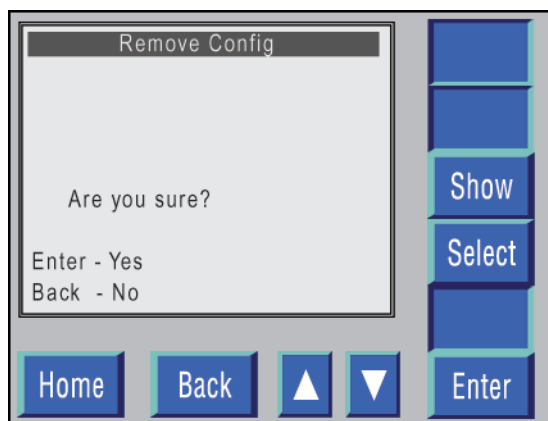 Remove Config
Are you sure?
Enter - Yes
Back - No
Show
Select
Home Back Enter